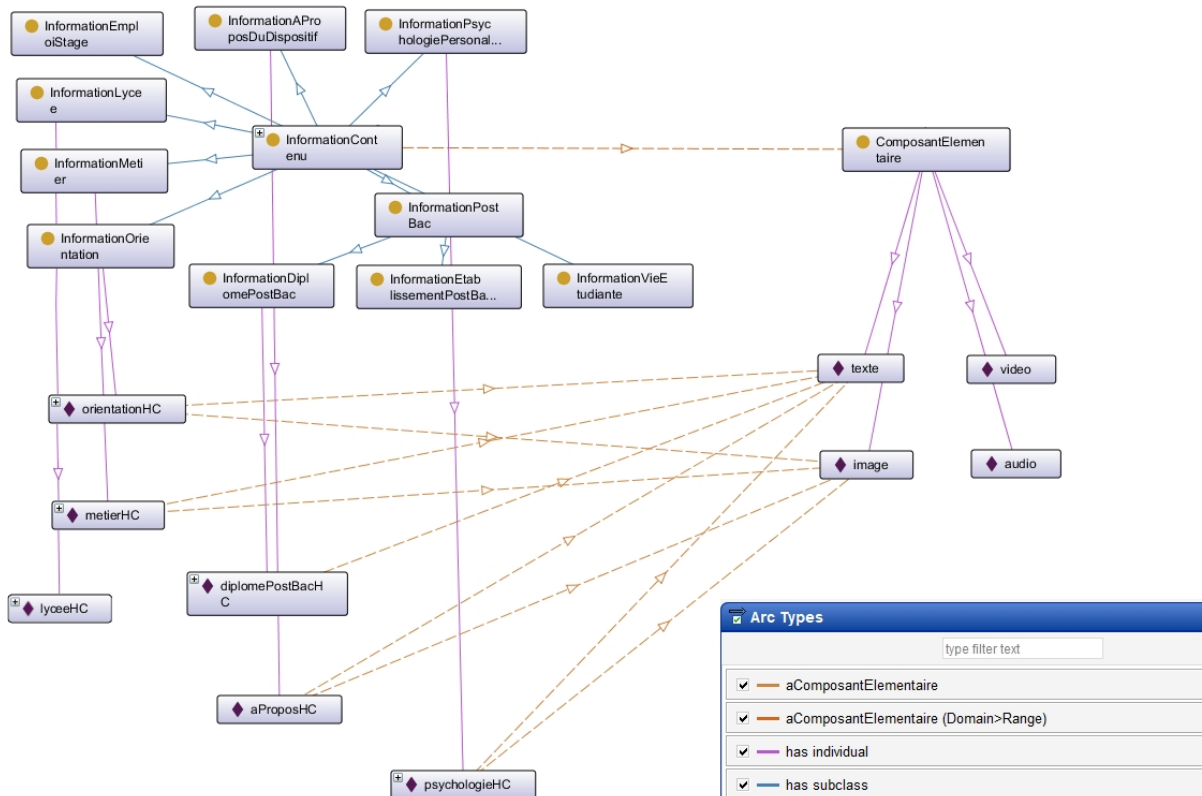 InformationEmpl
oiStage
InformationAPro
posDuDispositif
InformationPsyc
hologiePersonal...
InformationLyce
e
InformationCont
enu
ComposantElemen
taire
InformationMeti
er
InformationPost
Bac
InformationOrie
ntation
InformationDipl
omePostBac
InformationEtab
lissementPostBa...
InformationVieE
tudiante
texte
video
orientationHC
image
audio
metierHC
diplomePostBacH
C
lyceeHC
aProposHC
psychologieHC
Arc Types
type filter text
aComposantElementaire
aComposantElementaire (Domain>Range)
has individual
has subclass